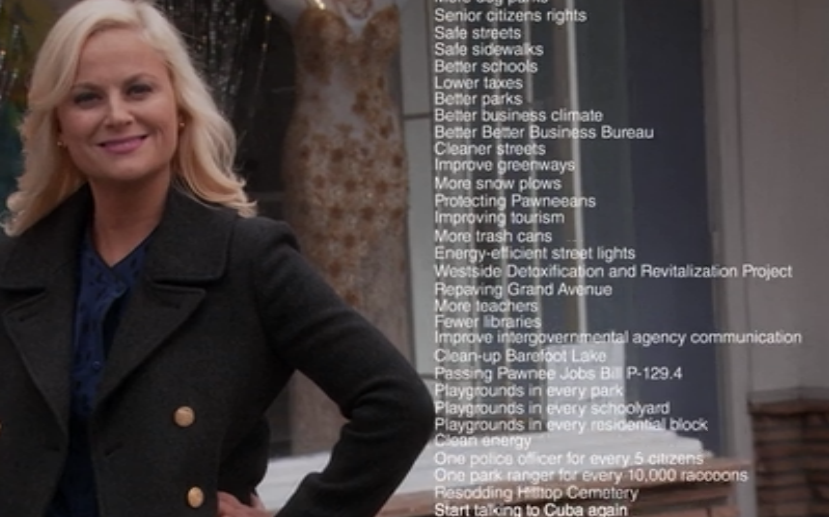 More dog parks
Senior citizens rights
Safe streets
Safe sidewalks
Better schools
Lower taxes
Better parks
Better business climate
Better Better Business Bureau
Cleaner streets
Improve greenways
More snow plows
Protecting Pawneeans
Improving tourism
More trash cans
Energy-efficient street lights
Westside Detoxification and Revitalization Project
Repaving Grand Avenue
More teachers
Fewer libraries
Improve intergovernmental agency communication
Clean-up Barefoot Lake
Passing Pawnee Jobs Bill P-129.4
Playgrounds in every park
Playgrounds in every schoolyard
Playgrounds in every residential block
Clean energy
One police officer for every 5 citizens
One park ranger for every 10,000 raccoons
Resodding Hilltop Cemetery
Start talking to Cuba again